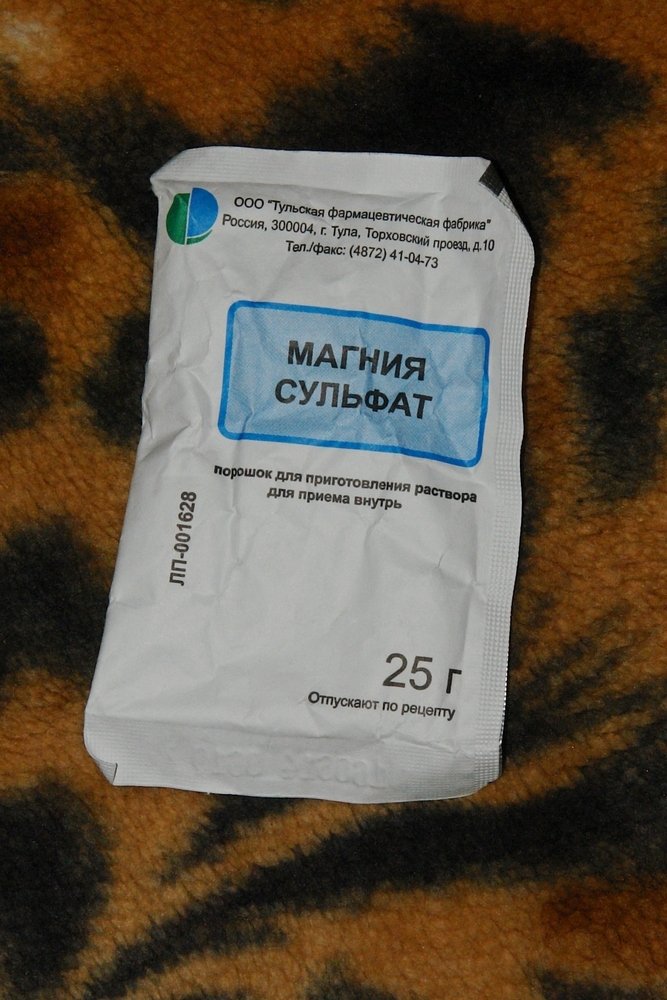 ООО "Тульская фармацевтическая фабрика"
Россия, 300004, г. Тула, Торховский проезд, д.10
Тел./факс: (4872) 41-04-73
МАГНИЯ
СУЛЬФАТ
порошок для приготовления раствора
для приема внутрь
ЛП-001628
25 г
Отпускают по рецепту